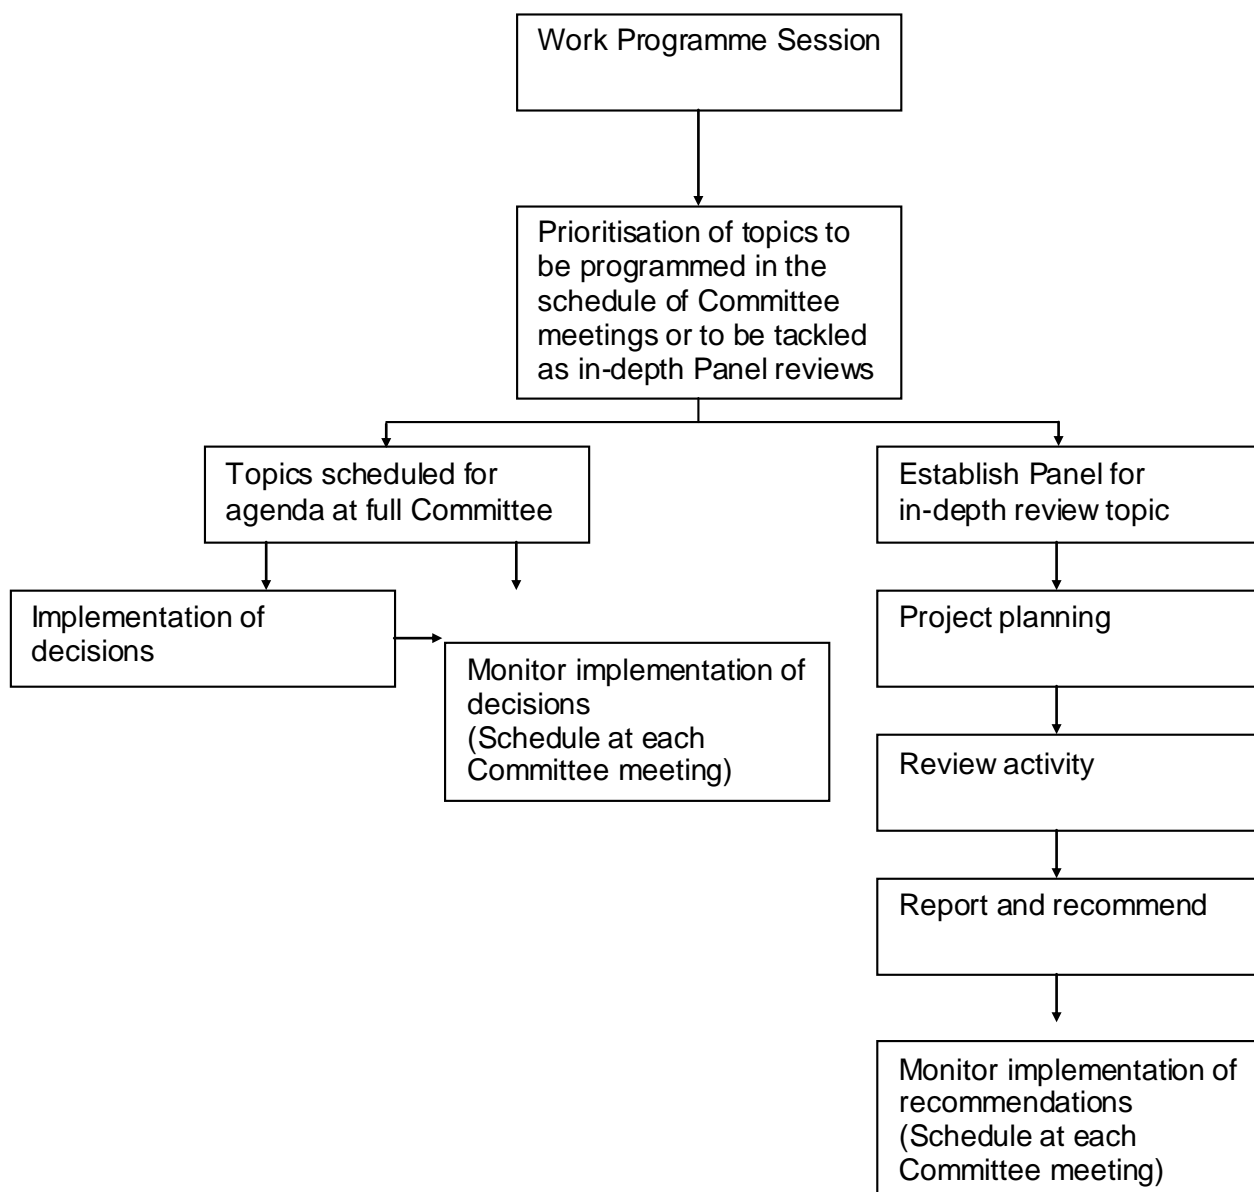 Work Programme Session
Prioritisation of topics to
be programmed in the
schedule of Committee
meetings or to be tackled
as in-depth Panel reviews
Topics scheduled for
agenda at full Committee
Establish Panel for
in-depth review topic
Implementation of
decisions
Project planning
Monitor implementation of
decisions
(Schedule at each
Committee meeting)
Review activity
Report and recommend
Monitor implementation of
recommendations
(Schedule at each
Committee meeting)